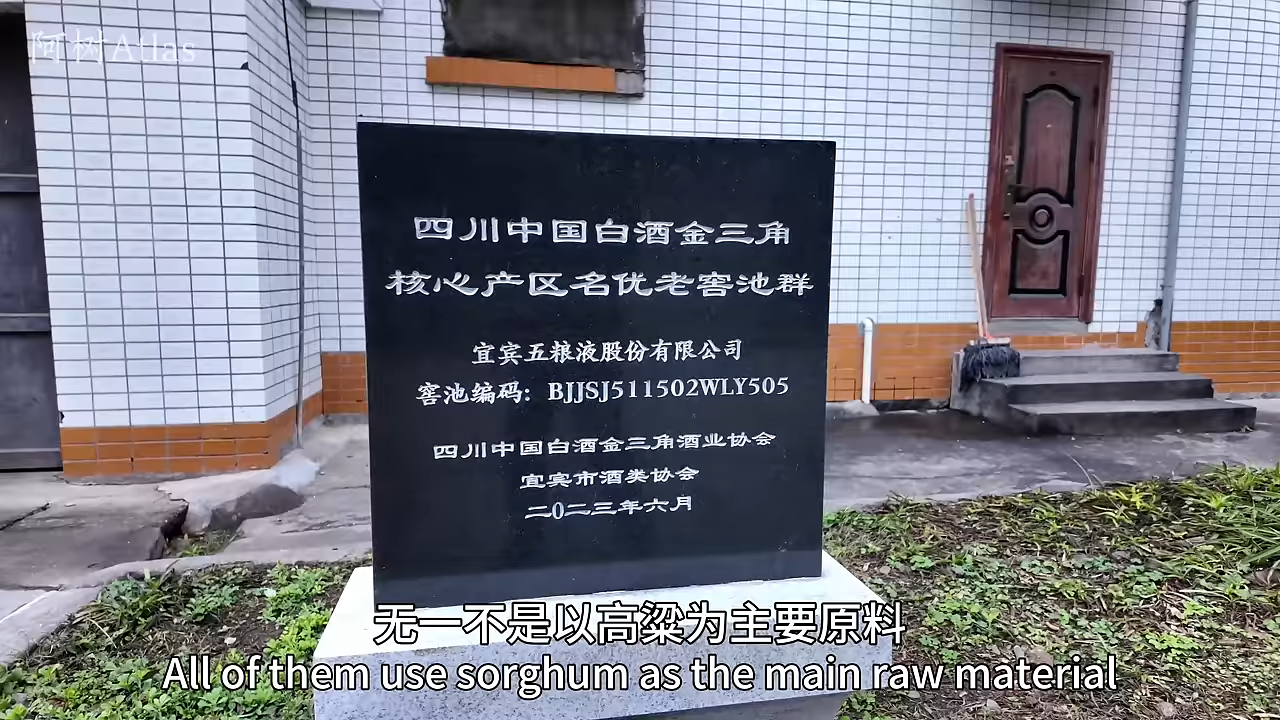 阿树Atlas
四川中国白酒金三角
核心产区名优老窖池群
宜宾五粮液股份有限公司
窖池编码：BJJSJ511502WLY505
四川中国白酒金三角酒业协会
宜宾市酒类协会
二0二三年六月
无一不是以高粱为主要原料
All of them use sorghum as the main raw material